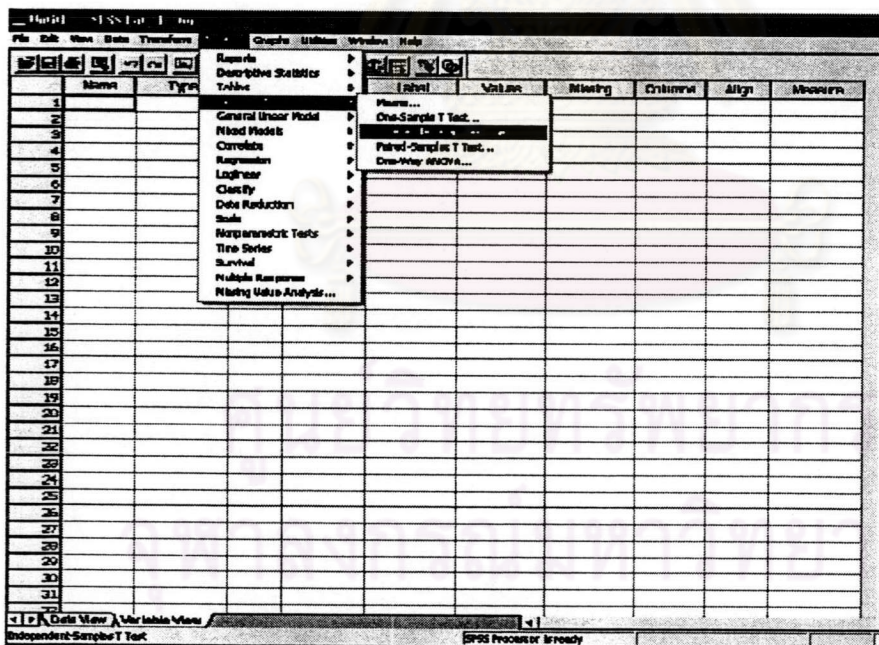 File Edit View Data Transform Graphs Utilities Window Help
Reports
Descriptive Statistics
Tables
General Linear Model
Mixed Models
Correlate
Regression
Loglinear
Classify
Data Reduction
Scale
Nonparametric Tests
Time Series
Survival
Multiple Response
Missing Value Analysis...
Means...
One-Sample T Test...
Paired-Samples T Test...
One-Way ANOVA...
Name Type Label Values Missing Columns Align Measure
1
2
3
4
5
6
7
8
9
10
11
12
13
14
15
16
17
18
19
20
21
22
23
24
25
26
27
28
29
30
31
Data View Variable View
Independent-Samples T Test SPSS Processor is ready